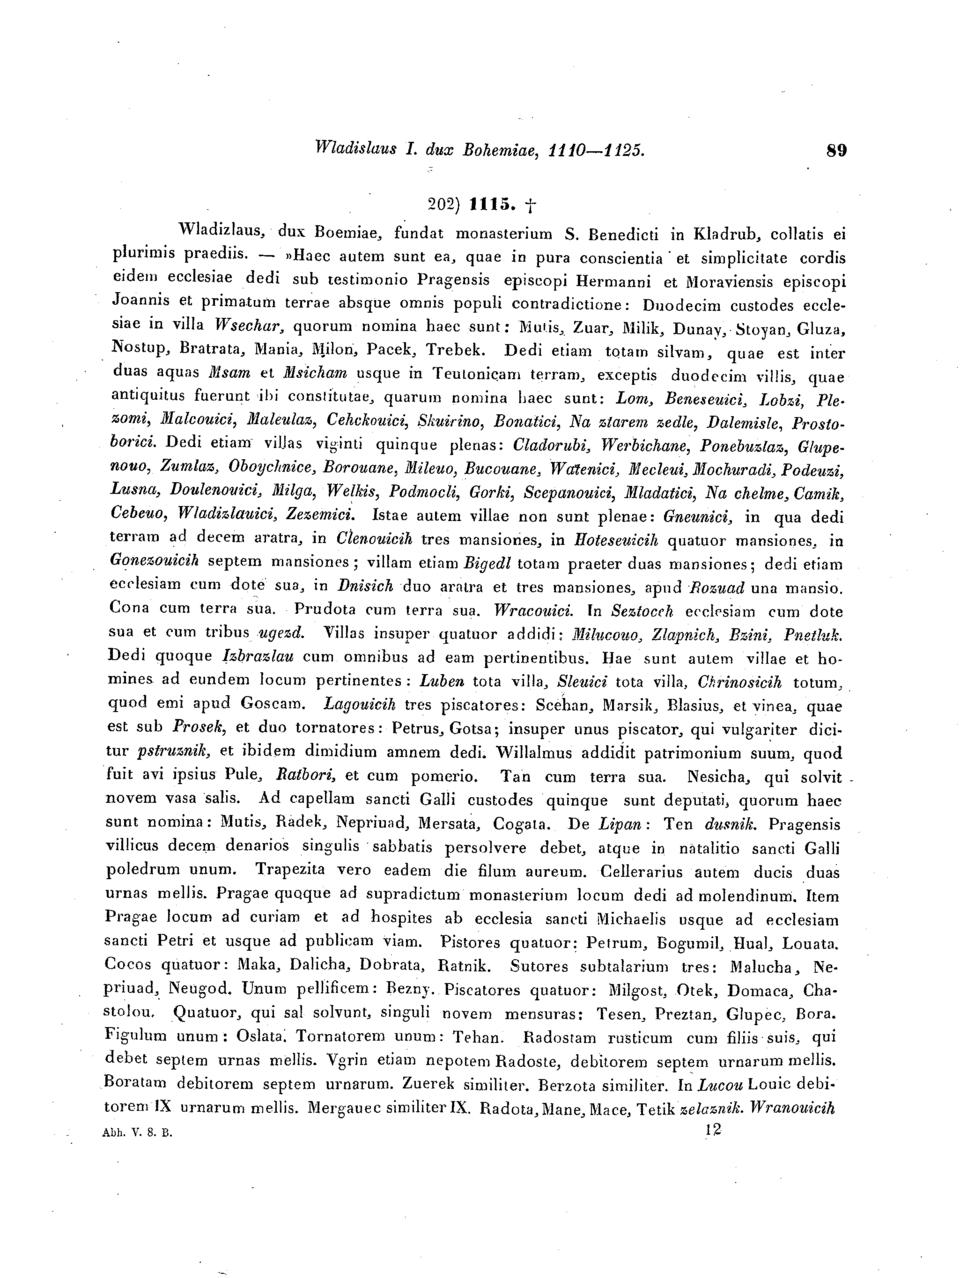 Wladislaus I. dux Bohemiae, 1110—1125. 89
202) 1115. †
Wladizlaus, dux Boemiae, fundat monasterium S. Benedicti in Kladrub, collatis ei
plurimis praediis. — »Haec autem sunt ea, quae in pura conscientia et simplicitate cordis
eidem ecclesiae dedi sub testimonio Pragensis episcopi Hermanni et Moraviensis episcopi
Joannis et primatum terrae absque omnis populi contradictione: Duodecim custodes eccle-
siae in villa Wsechar, quorum nomina haec sunt: Mutis, Zuar, Milik, Dunay, Stoyan, Gluza,
Nostup, Bratrata, Mania, Milon, Pacek, Trebek. Dedi etiam totam silvam, quae est inter
duas aquas Msam et Msicham usque in Teutonicam terram, exceptis duodecim villis, quae
antiquitus fuerunt ibi constitutae, quarum nomina haec sunt: Lom, Beneseuici, Lobzi, Ple-
zomi, Malcouici, Maleulaz, Cehckouici, Skuirino, Bonatici, Na ztarem zedle, Dalemisle, Prosto-
borici. Dedi etiam villas viginti quinque plenas: Cladorubi, Werbichane, Ponebuzlaz, Glupe-
nouo, Zumlaz, Oboychnice, Borouane, Mileuo, Bucouane, Watenici, Mecleui, Mochuradi, Podeuzi,
Lusna, Doulenouici, Milga, Welkis, Podmocli, Gorki, Scepanouici, Mladatici, Na chelme, Camik,
Cebeuo, Wladizlauici, Zezemici. Istae autem villae non sunt plenae: Gneunici, in qua dedi
terram ad decem aratra, in Clenouicih tres mansiones, in Hoteseuicih quatuor mansiones, in
Gonezouicih septem mansiones; villam etiam Bigedl totam praeter duas mansiones; dedi etiam
ecclesiam cum dote sua, in Dnisich duo aratra et tres mansiones, apud Rozuad una mansio.
Cona cum terra sua. Prudota cum terra sua. Wracouici. In Seztoceh ecclesiam cum dote
sua et cum tribus ugezd. Villas insuper quatuor addidi: Milucouo, Zlapnich, Bzini, Pnetluk.
Dedi quoque Izbrazlau cum omnibus ad eam pertinentibus. Hae sunt autem villae et ho-
mines ad eundem locum pertinentes: Luben tota villa, Sleuici tota villa, Chrinosicih totum,
quod emi apud Goscam. Lagouicih tres piscatores: Scehan, Marsik, Blasius, et vinea, quae
est sub Prosek, et duo tornatores: Petrus, Gotsa; insuper unus piscator, qui vulgariter dici-
tur pstruznik, et ibidem dimidium amnem dedi. Willalmus addidit patrimonium suum, quod
fuit avi ipsius Pule, Ratbori, et cum pomerio. Tan cum terra sua. Nesicha, qui solvit
novem vasa salis. Ad capellam sancti Galli custodes quinque sunt deputati, quorum haec
sunt nomina: Mutis, Radek, Nepriuad, Mersata, Cogata. De Lipan: Ten dusnik. Pragensis
villicus decem denarios singulis sabbatis persolvere debet, atque in natalitio sancti Galli
poledrum unum. Trapezita vero eadem die filum aureum. Cellerarius autem ducis duas
urnas mellis. Pragae quoque ad supradictum monasterium locum dedi ad molendinum. Item
Pragae locum ad curiam et ad hospites ab ecclesia sancti Michaelis usque ad ecclesiam
sancti Petri et usque ad publicam viam. Pistores quatuor: Petrum, Bogumil, Hual, Louata.
Cocos quatuor: Maka, Dalicha, Dobrata, Ratnik. Sutores subtalarium tres: Malucha, Ne-
priuad, Neugod. Unum pellificem: Bezny. Piscatores quatuor: Milgost, Otek, Domaca, Cha-
stolou. Quatuor, qui sal solvunt, singuli novem mensuras: Tesen, Preztan, Glupec, Bora.
Figulum unum: Oslata. Tornatorem unum: Tehan. Radostam rusticum cum filiis suis, qui
debet septem urnas mellis. Vgrin etiam nepotem Radoste, debitorem septem urnarum mellis.
Boratam debitorem septem urnarum. Zuerek similiter. Berzota similiter. In Lucou Louic debi-
torem IX urnarum mellis. Mergauec similiter IX. Radota, Mane, Mace, Tetik zelaznik. Wranouicih
Abh. V. 8. B. 12